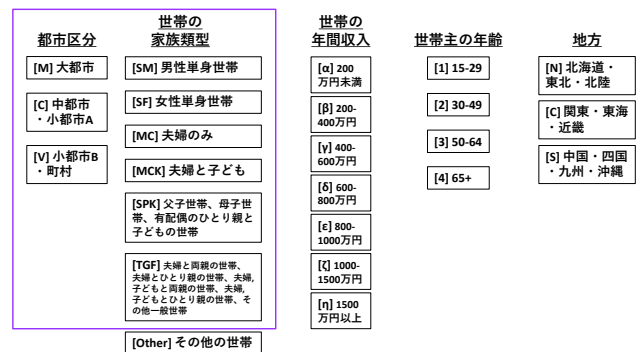 都市区分
[M] 大都市
[C] 中都市
・小都市A
[V] 小都市B
・町村
世帯の
家族類型
[SM] 男性単身世帯
[SF] 女性単身世帯
[MC] 夫婦のみ
[MCK] 夫婦と子ども
[SPK] 父子世帯、母子世
帯、有配偶のひとり親と
子どもの世帯
[TGF] 夫婦と両親の世帯、
夫婦とひとり親の世帯、夫婦,
子どもと両親の世帯、夫婦,
子どもとひとり親の世帯、そ
の他一般世帯
[Other] その他の世帯
世帯の
年間収入
[α] 200
万円未満
[β] 200-
400万円
[γ] 400-
600万円
[δ] 600-
800万円
[ε] 800-
1000万円
[ζ] 1000-
1500万円
[η] 1500
万円以上
世帯主の年齢
[1] 15-29
[2] 30-49
[3] 50-64
[4] 65+
地方
[N] 北海道・
東北・北陸
[C] 関東・東海
・近畿
[S] 中国・四国
・九州・沖縄